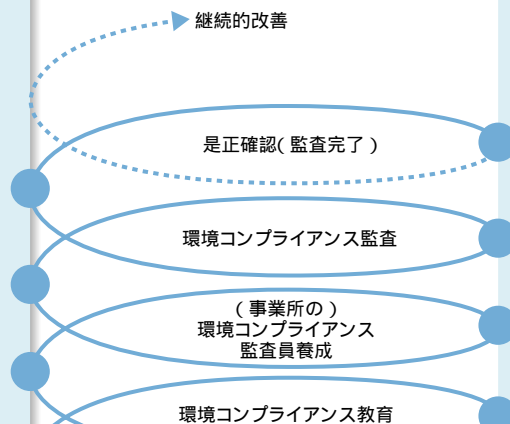 継続的改善
是正確認(監査完了)
環境コンプライアンス監査
(事業所の)
環境コンプライアンス
監査員養成
環境コンプライアンス教育